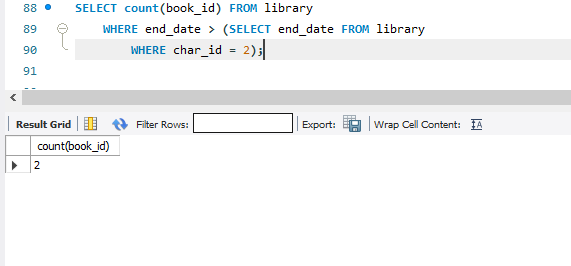 88 SELECT count(book_id) FROM library
89 WHERE end_date > (SELECT end_date FROM library
90 WHERE char_id = 2);
91
Result Grid Filter Rows: Export: Wrap Cell Content:
count(book_id)
2